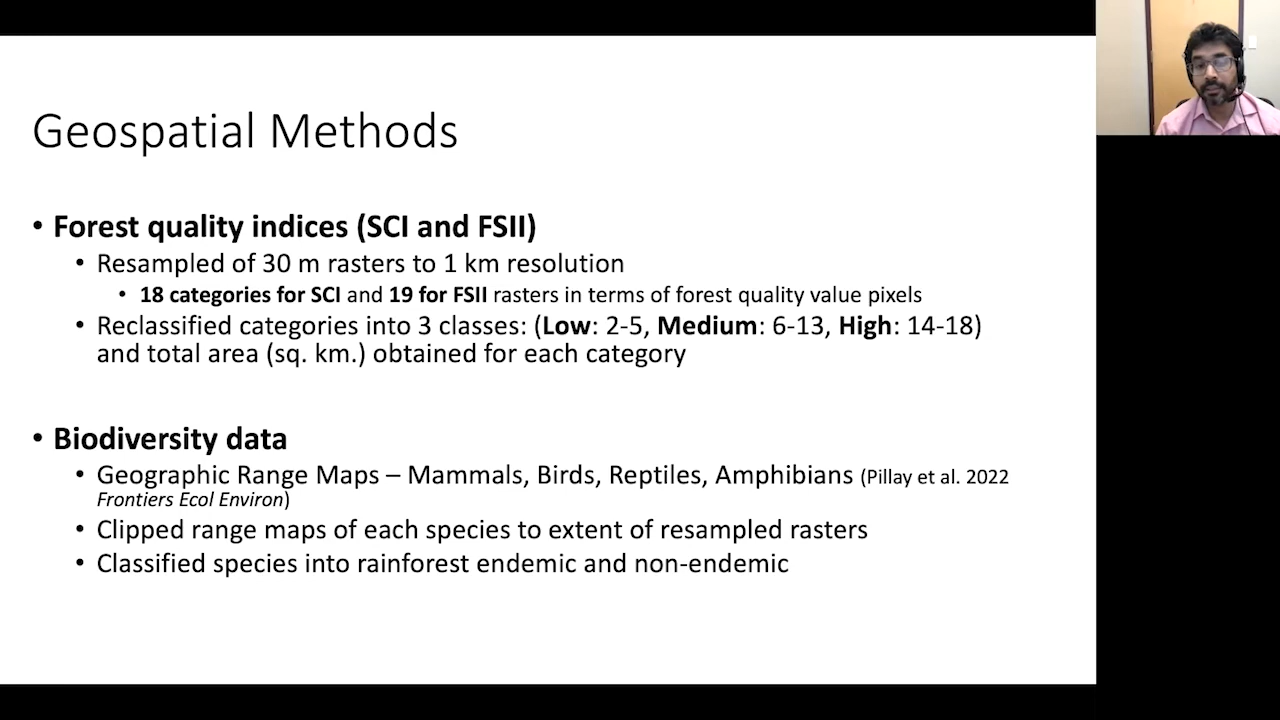 Geospatial Methods
• Forest quality indices (SCI and FSII)
• Resampled of 30 m rasters to 1 km resolution
• 18 categories for SCI and 19 for FSII rasters in terms of forest quality value pixels
• Reclassified categories into 3 classes: (Low: 2-5, Medium: 6-13, High: 14-18)
and total area (sq. km.) obtained for each category
• Biodiversity data
• Geographic Range Maps – Mammals, Birds, Reptiles, Amphibians (Pillay et al. 2022
Frontiers Ecol Environ)
• Clipped range maps of each species to extent of resampled rasters
• Classified species into rainforest endemic and non-endemic